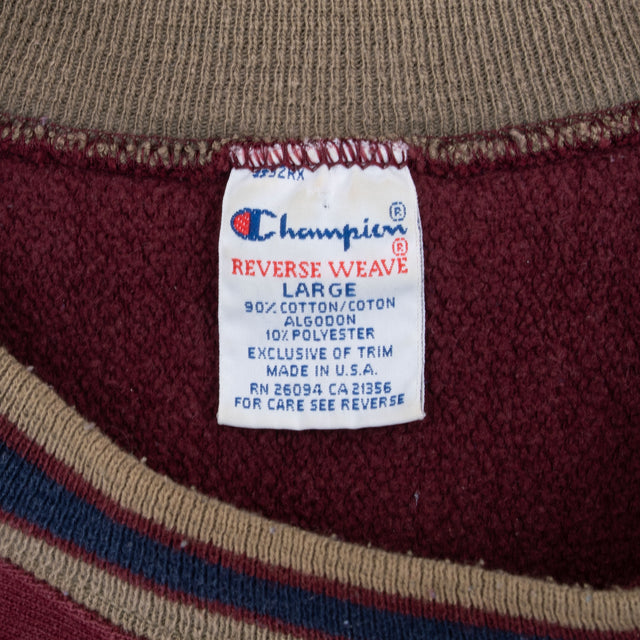 Champion®
REVERSE WEAVE®
LARGE
90% COTTON/COTON
ALGODON
10% POLYESTER
EXCLUSIVE OF TRIM
MADE IN U.S.A.
RN 26094 CA 21356
FOR CARE SEE REVERSE